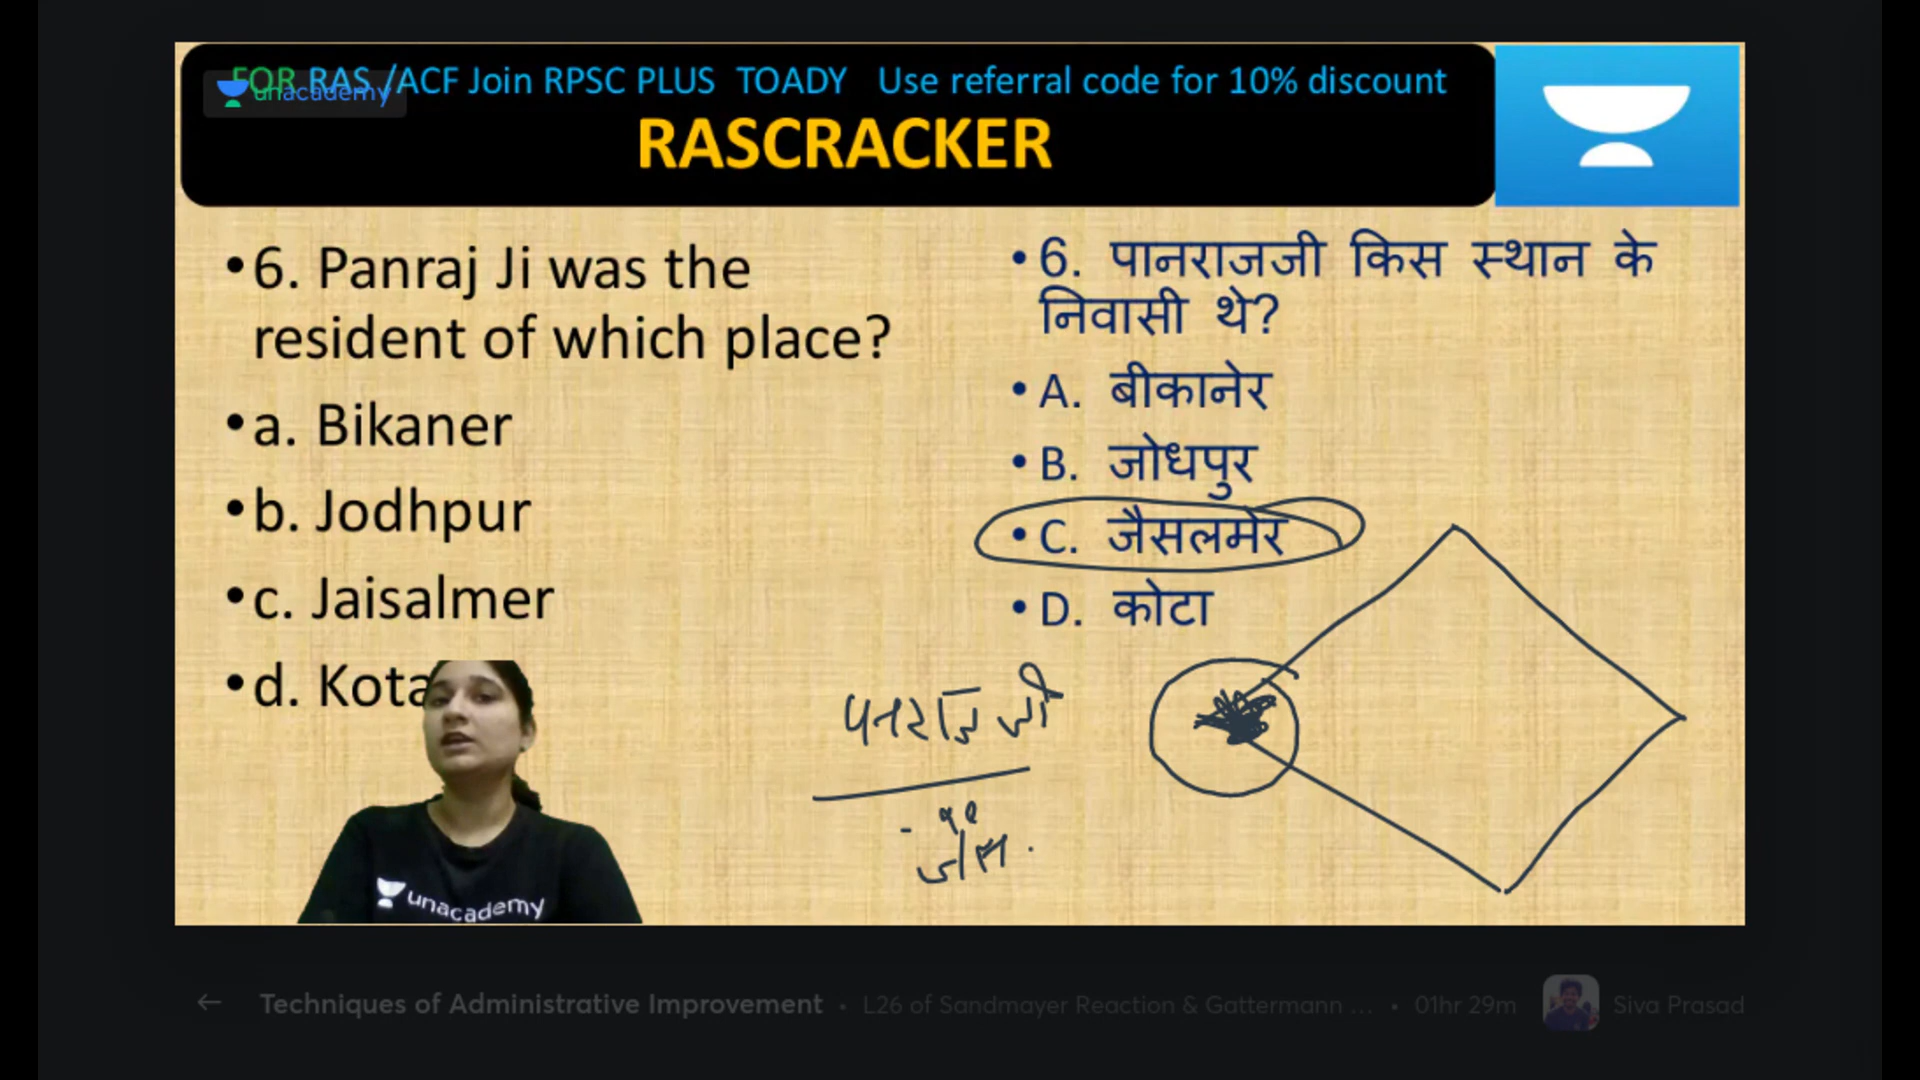 FOR RAS /ACF Join RPSC PLUS TOADY Use referral code for 10% discount
unacademy
RASCRACKER
•6. Panraj Ji was the
resident of which place?
•a. Bikaner
•b. Jodhpur
•c. Jaisalmer
•d. Kota
•6. पानराजजी किस स्थान के
निवासी थे?
•A. बीकानेर
•B. जोधपुर
•C. जैसलमेर
•D. कोटा
पनराज जी
unacademy
Techniques of Administrative Improvement • L26 of Sandmayer Reaction & Gattermann ... • 01hr 29m Siva Prasad